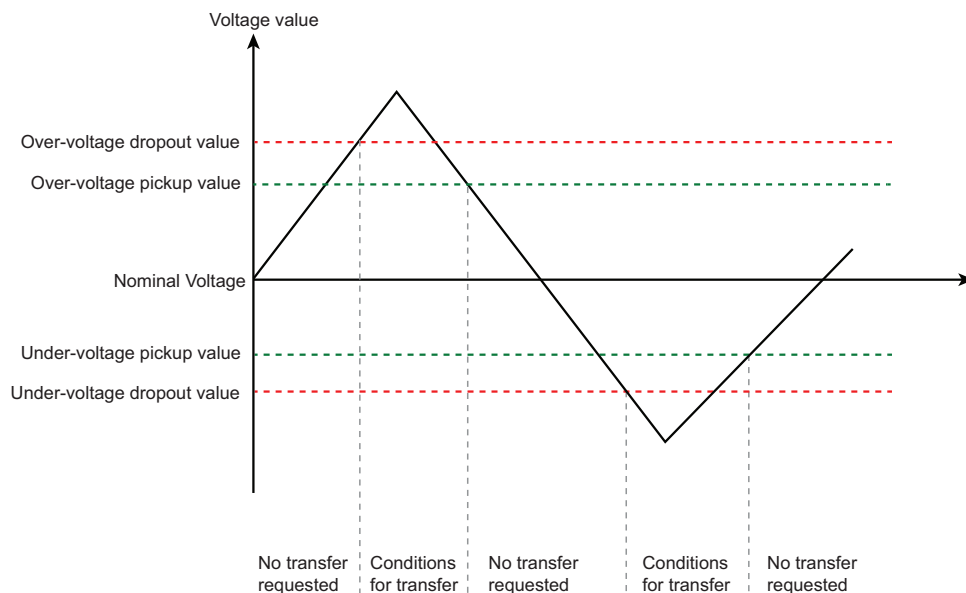 Voltage value
Over-voltage dropout value
Over-voltage pickup value
Nominal Voltage
Under-voltage pickup value
Under-voltage dropout value
No transfer
requested
Conditions
for transfer
No transfer
requested
Conditions
for transfer
No transfer
requested